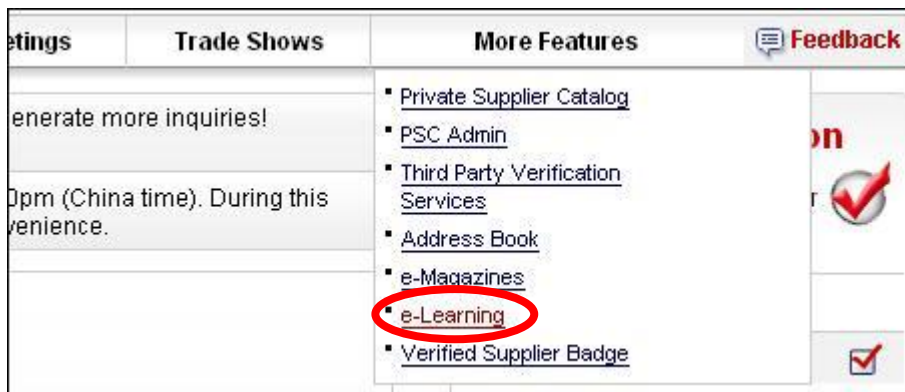 etings
Trade Shows
More Features
Feedback
enerate more inquiries!
0pm (China time). During this
venience.
Private Supplier Catalog
PSC Admin
Third Party Verification
Services
Address Book
e-Magazines
e-Learning
Verified Supplier Badge
on
r